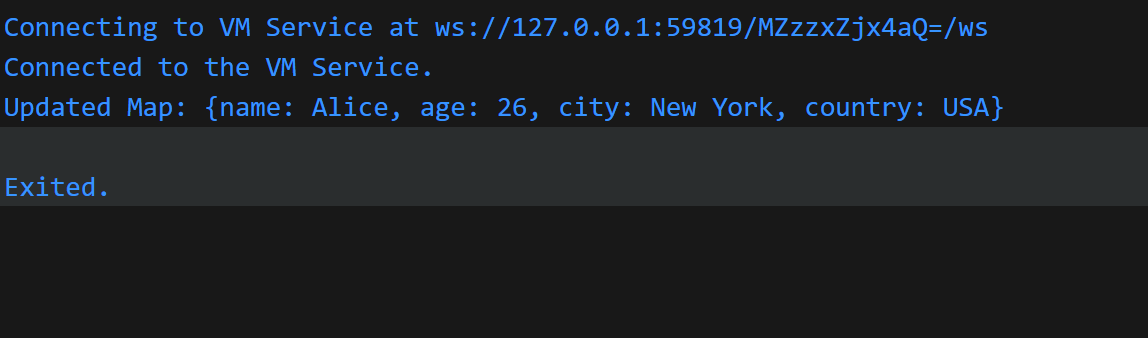 Connecting to VM Service at ws://127.0.0.1:59819/MZzzxZjx4aQ=/ws
Connected to the VM Service.
Updated Map: {name: Alice, age: 26, city: New York, country: USA}
Exited.